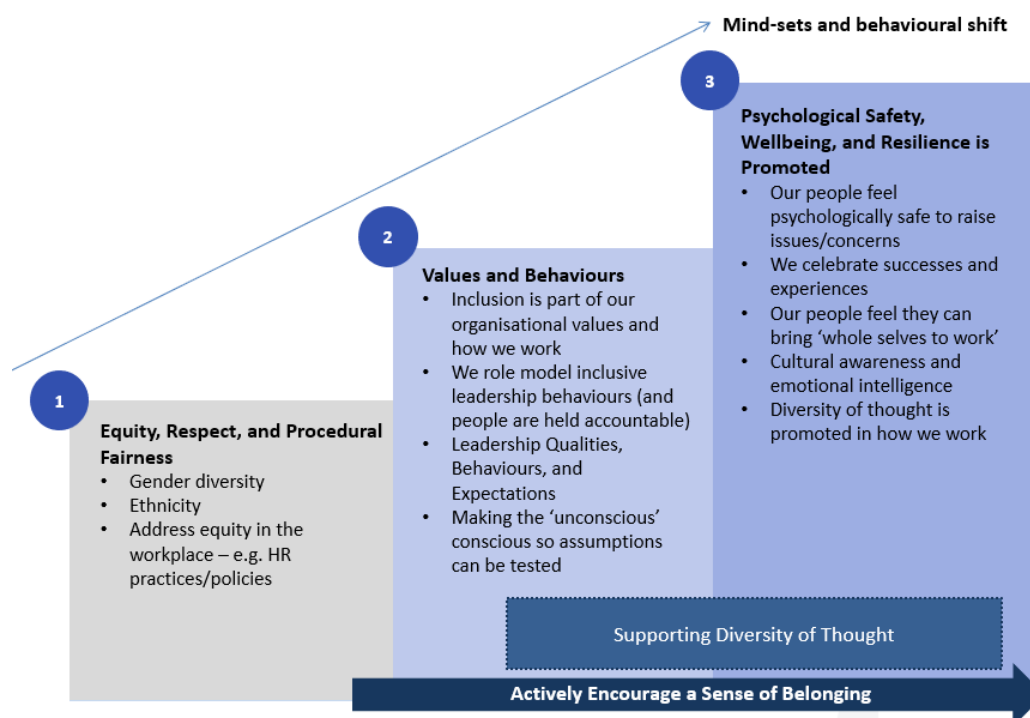 Mind-sets and behavioural shift
3
Psychological Safety,
Wellbeing, and Resilience is
Promoted
• Our people feel
psychologically safe to raise
issues/concerns
• We celebrate successes and
experiences
• Our people feel they can
bring ‘whole selves to work’
• Cultural awareness and
emotional intelligence
• Diversity of thought is
promoted in how we work
2
Values and Behaviours
• Inclusion is part of our
organisational values and
how we work
• We role model inclusive
leadership behaviours (and
people are held accountable)
• Leadership Qualities,
Behaviours, and
Expectations
• Making the ‘unconscious’
conscious so assumptions
can be tested
1
Equity, Respect, and Procedural
Fairness
• Gender diversity
• Ethnicity
• Address equity in the
workplace – e.g. HR
practices/policies
Supporting Diversity of Thought
Actively Encourage a Sense of Belonging